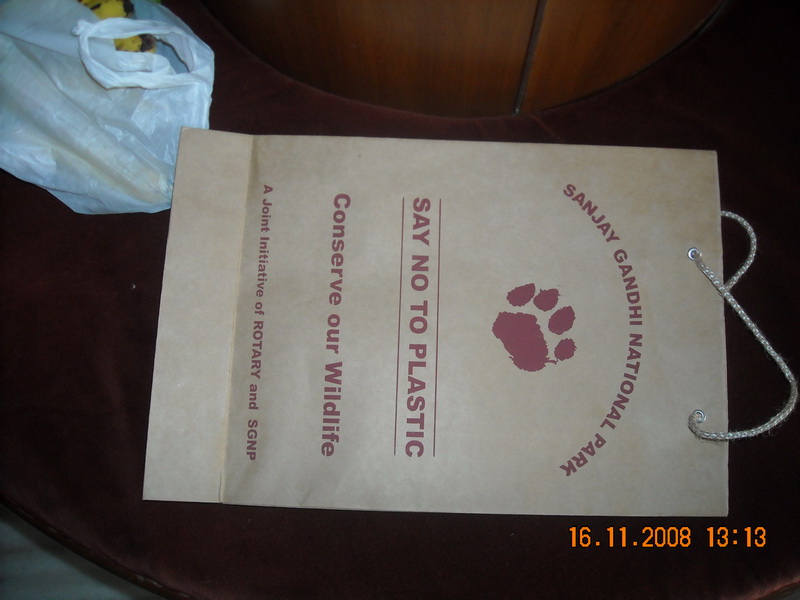 SANJAY GANDHI NATIONAL PARK
SAY NO TO PLASTIC
Conserve our Wildlife
A Joint Initiative of ROTARY and SGNP
16.11.2008 13:13